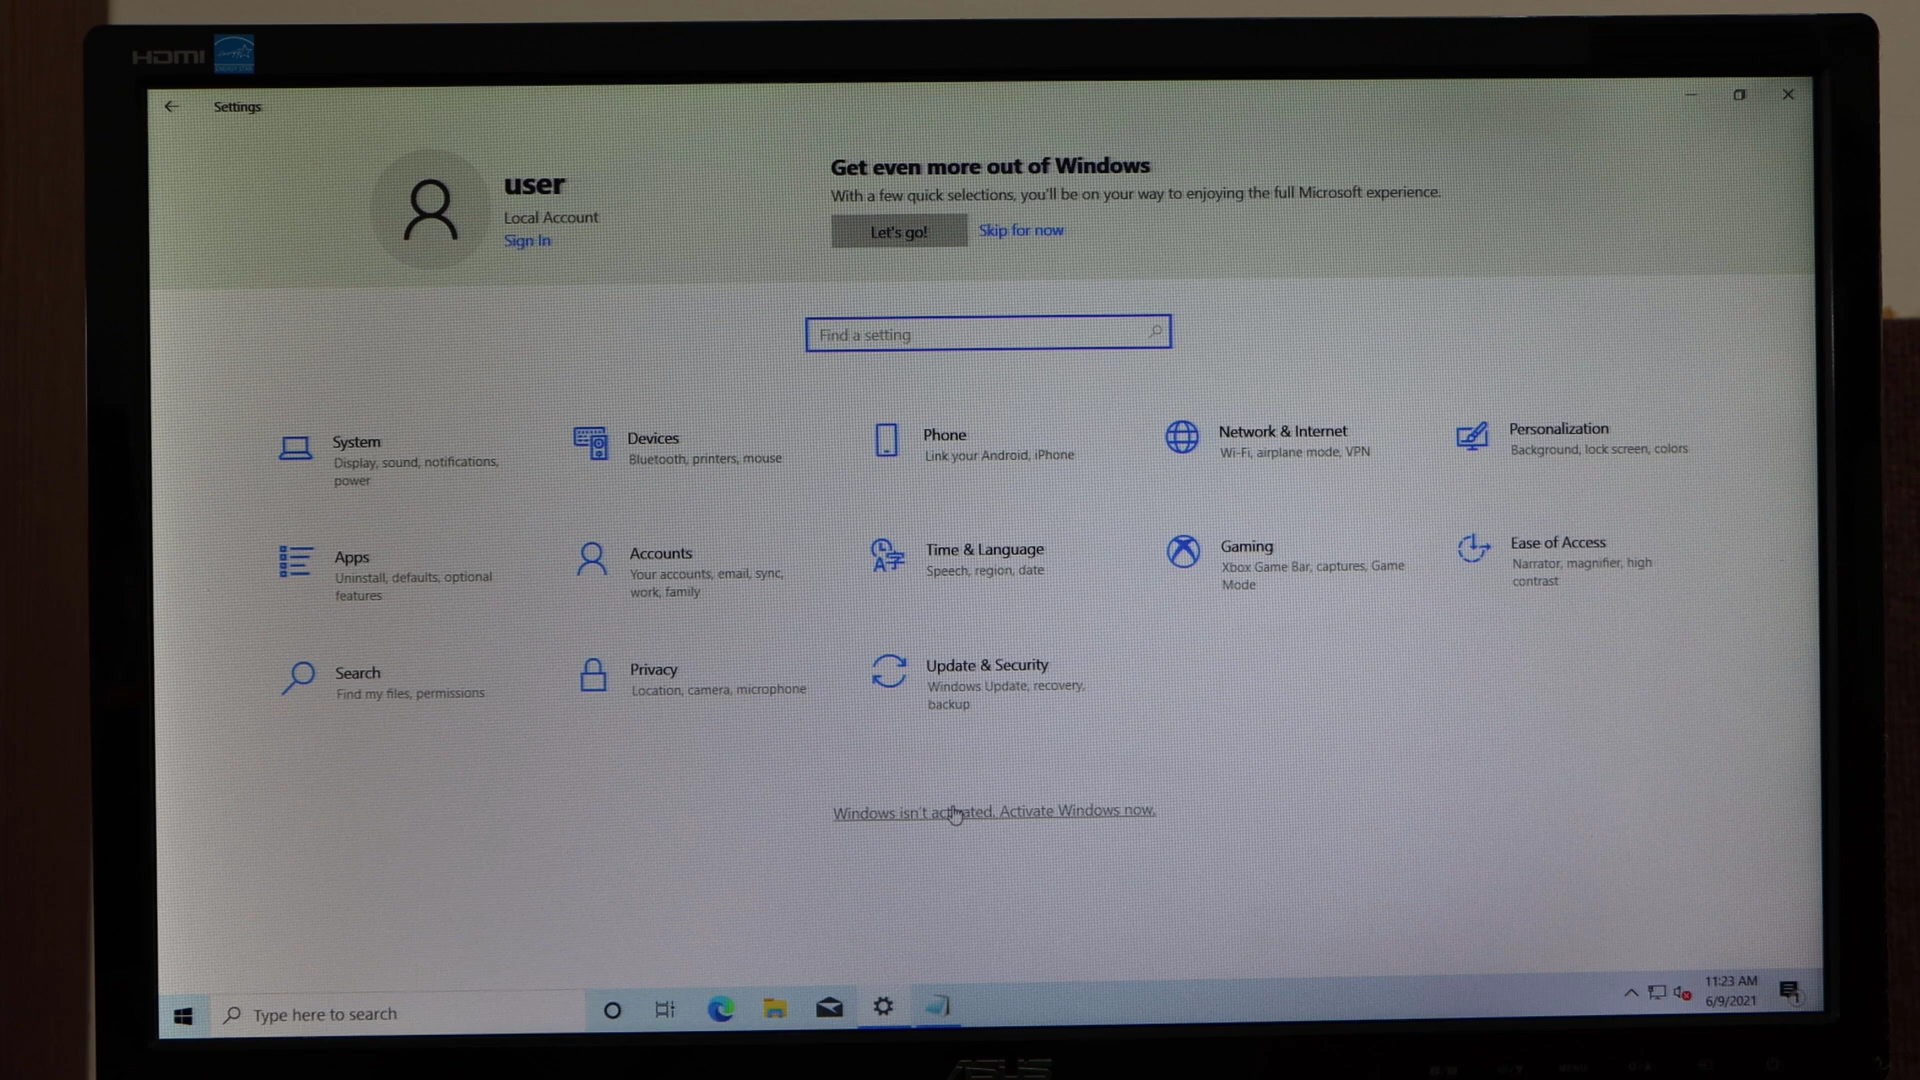 HDMI
ENERGY STAR
Settings
user
Local Account
Sign In
Get even more out of Windows
With a few quick selections, you'll be on your way to enjoying the full Microsoft experience.
Let's go! Skip for now
Find a setting
System
Display, sound, notifications,
power
Devices
Bluetooth, printers, mouse
Phone
Link your Android, iPhone
Network & Internet
Wi-Fi, airplane mode, VPN
Personalization
Background, lock screen, colors
Apps
Uninstall, defaults, optional
features
Accounts
Your accounts, email, sync,
work, family
Time & Language
Speech, region, date
Gaming
Xbox Game Bar, captures, Game
Mode
Ease of Access
Narrator, magnifier, high
contrast
Search
Find my files, permissions
Privacy
Location, camera, microphone
Update & Security
Windows Update, recovery,
backup
Windows isn't activated. Activate Windows now.
Type here to search
11:23 AM
6/9/2021
1
ASUS